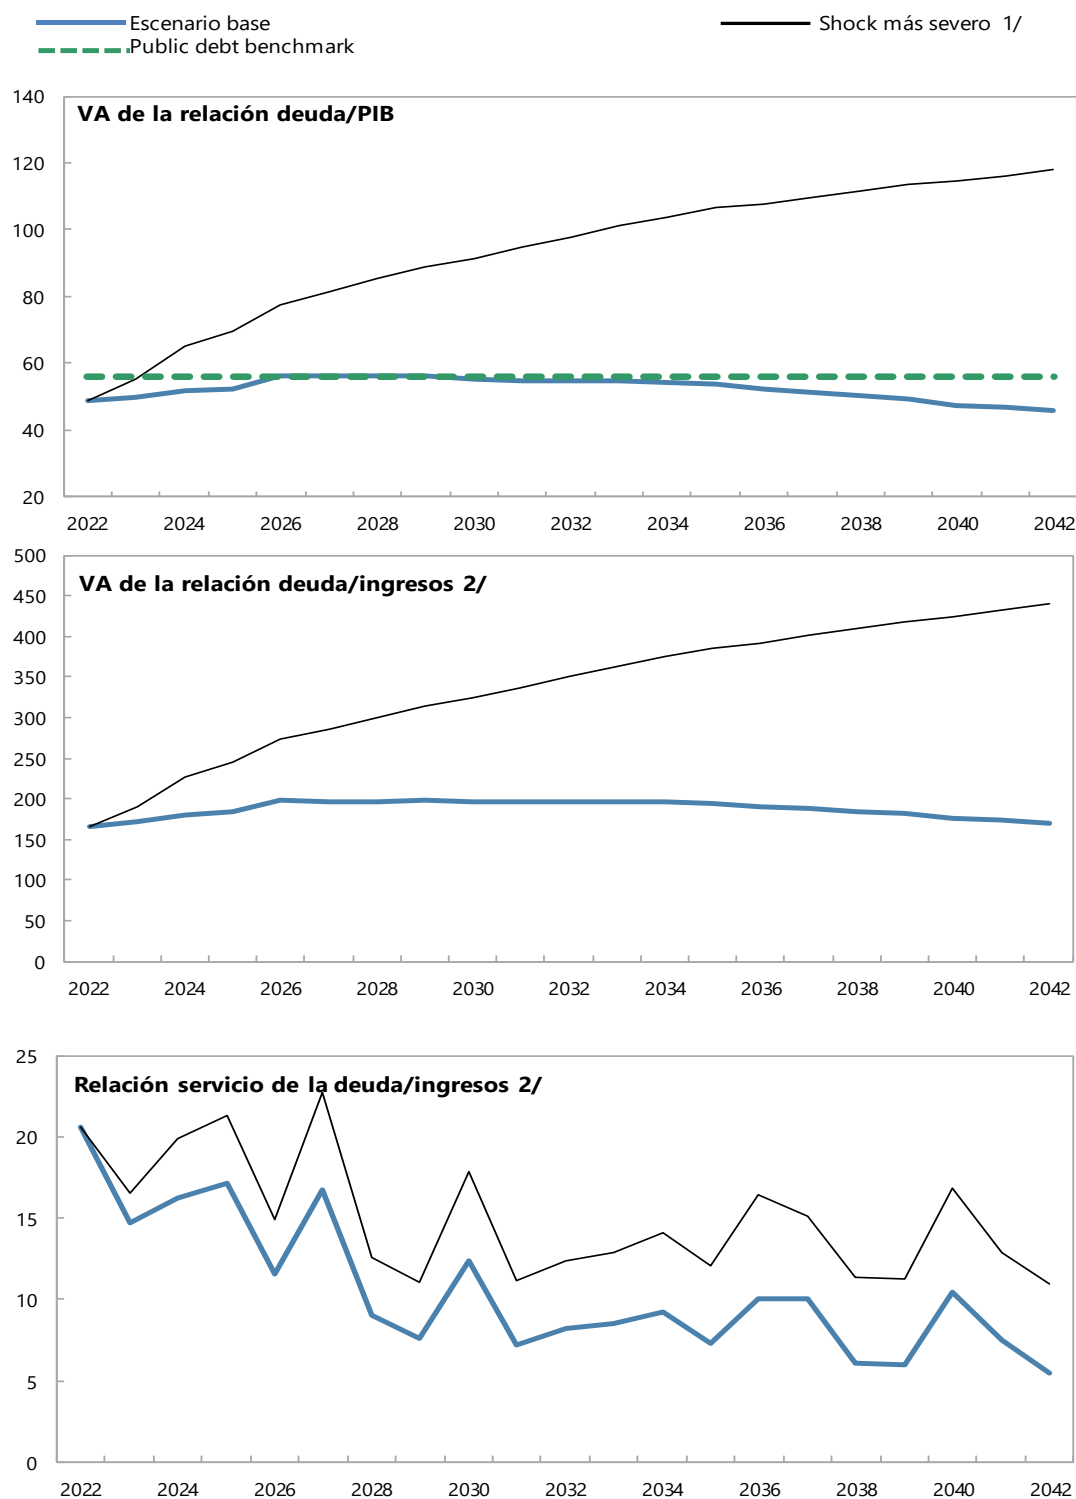 Escenario base
Shock más severo 1/
Public debt benchmark
VA de la relación deuda/PIB
140
120
100
80
60
40
20
2022 2024 2026 2028 2030 2032 2034 2036 2038 2040 2042
VA de la relación deuda/ingresos 2/
500
450
400
350
300
250
200
150
100
50
0
2022 2024 2026 2028 2030 2032 2034 2036 2038 2040 2042
Relación servicio de la deuda/ingresos 2/
25
20
15
10
5
0
2022 2024 2026 2028 2030 2032 2034 2036 2038 2040 2042